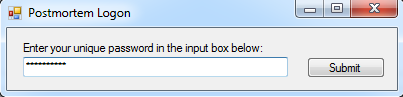 Postmortem Logon
Enter your unique password in the input box below:
**********
Submit